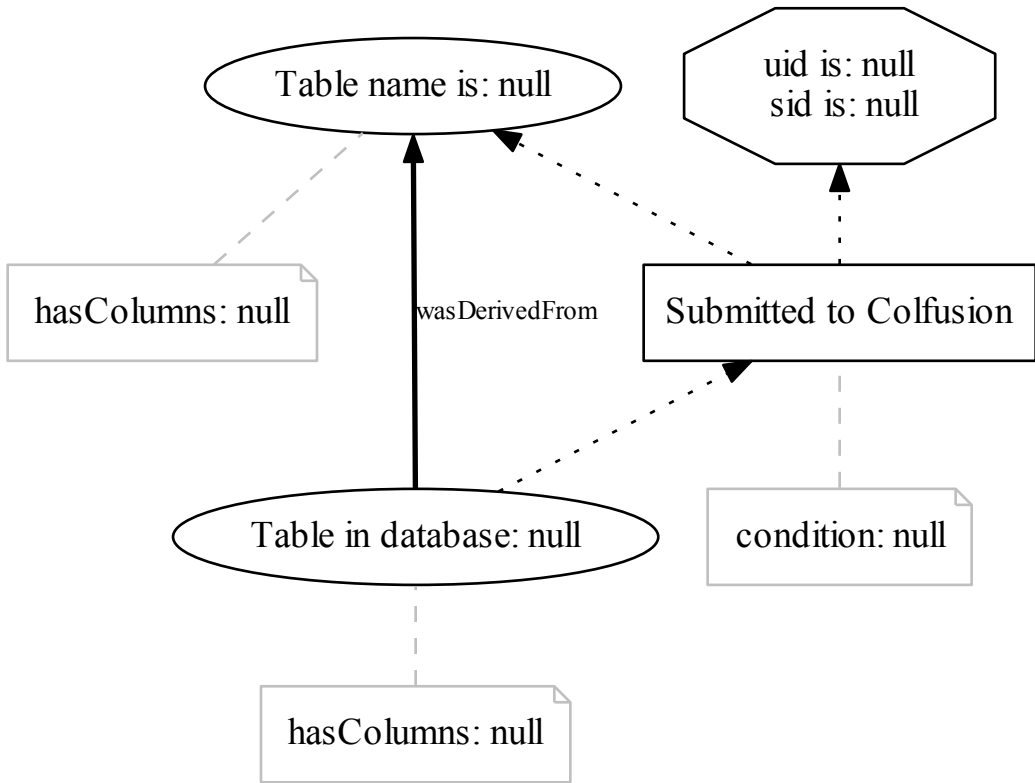 Table name is: null
uid is: null
sid is: null
hasColumns: null
wasDerivedFrom
Submitted to Colfusion
Table in database: null
condition: null
hasColumns: null